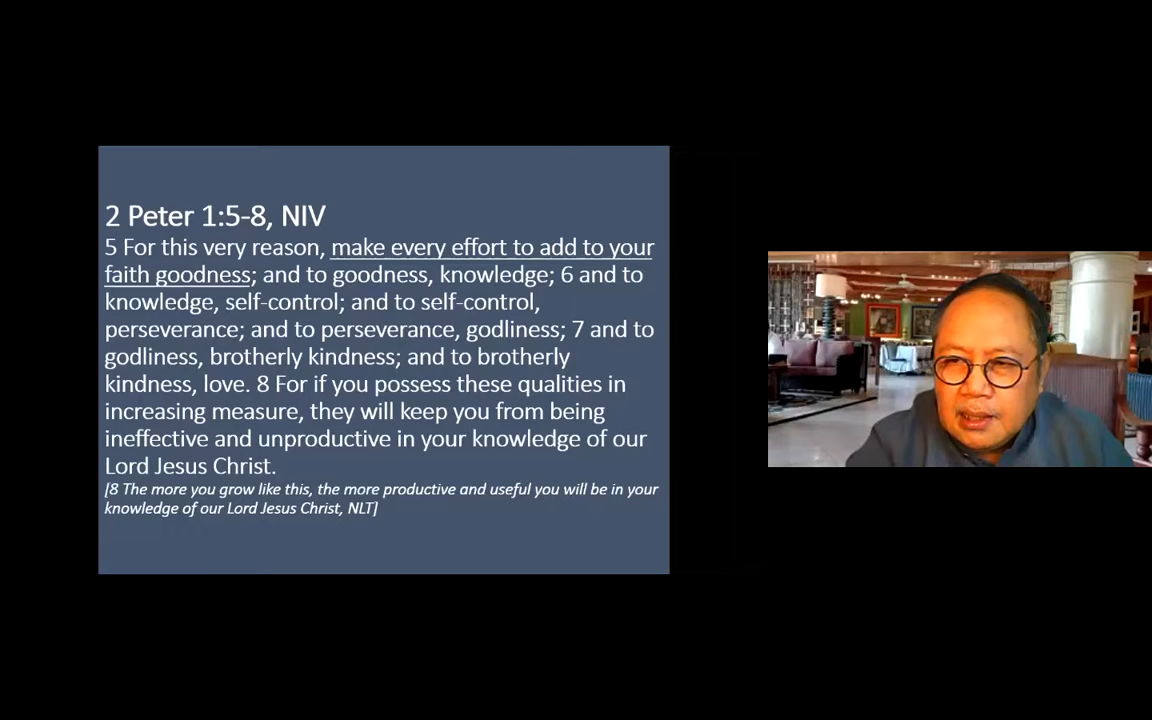 2 Peter 1:5-8, NIV
5 For this very reason, make every effort to add to your
faith goodness; and to goodness, knowledge; 6 and to
knowledge, self-control; and to self-control,
perseverance; and to perseverance, godliness; 7 and to
godliness, brotherly kindness; and to brotherly
kindness, love. 8 For if you possess these qualities in
increasing measure, they will keep you from being
ineffective and unproductive in your knowledge of our
Lord Jesus Christ.
[8 The more you grow like this, the more productive and useful you will be in your
knowledge of our Lord Jesus Christ, NLT]